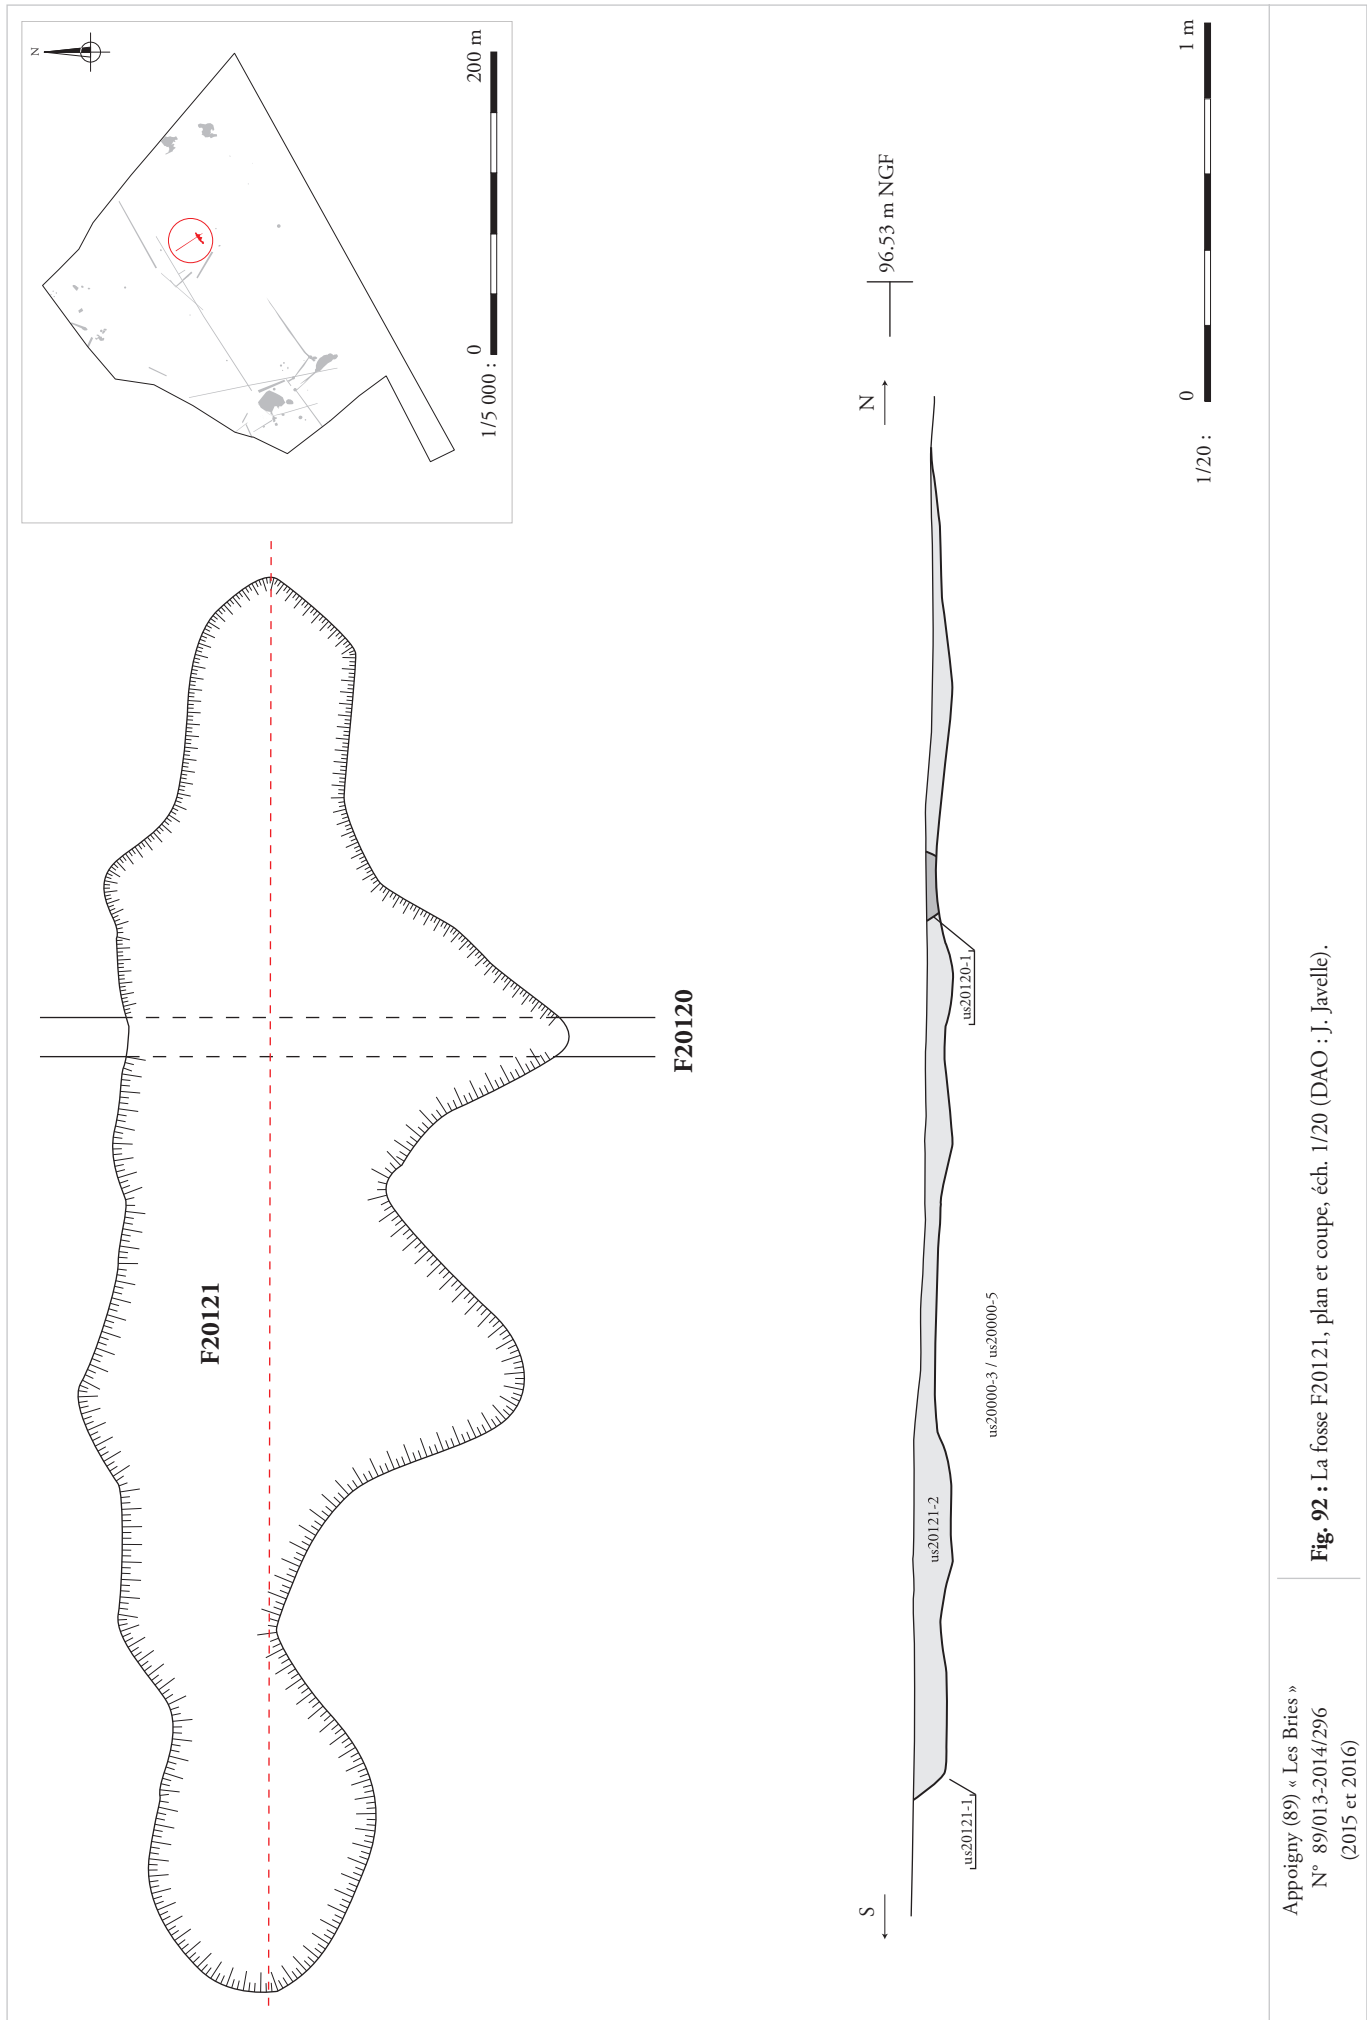 N
200 m
0
1/5 000 :
F20121
F20120
S
N
96.53 m NGF
us20121-1
us20121-2
us20120-1
us20000-3 / us20000-5
1 m
0
1/20 :
Appoigny (89) « Les Bries »
N° 89/013-2014/296
(2015 et 2016)
Fig. 92 : La fosse F20121, plan et coupe, éch. 1/20 (DAO : J. Javelle).